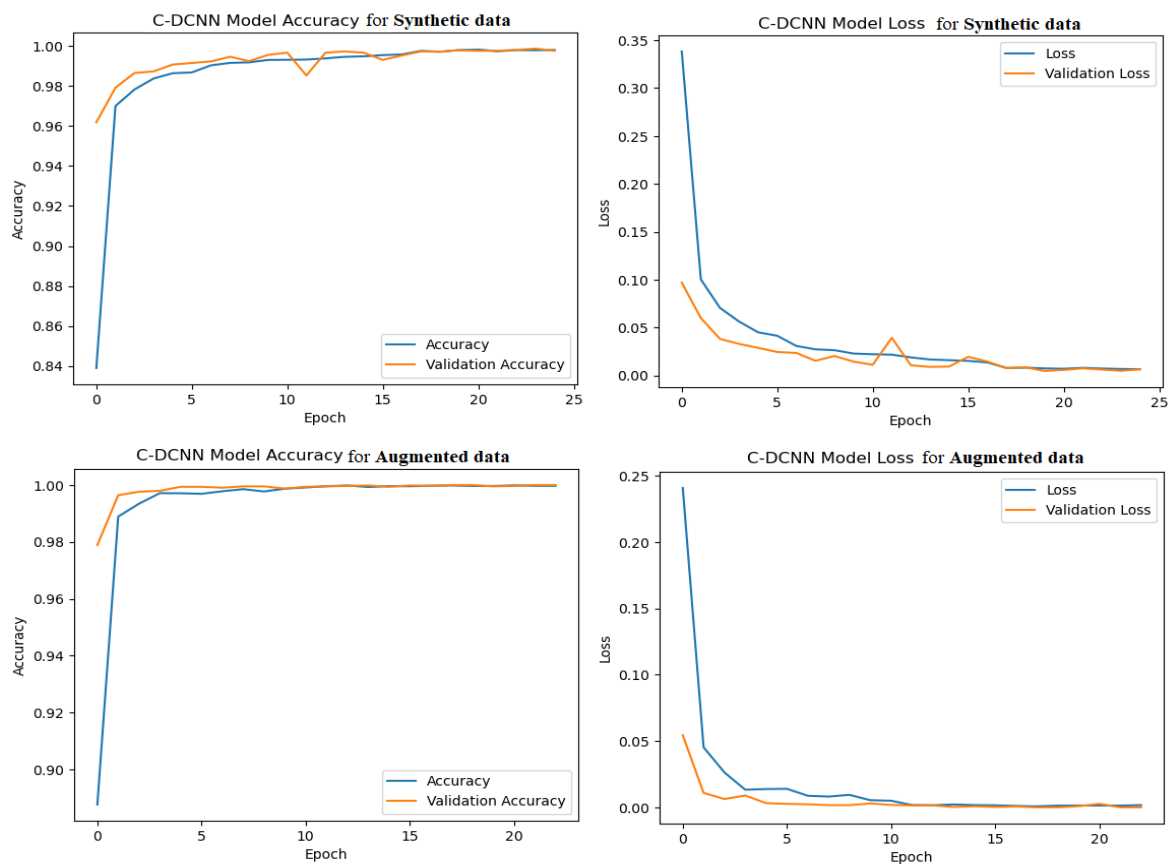 C-DCNN Model Accuracy for Synthetic data
1.00
0.98
0.96
0.94
0.92
0.90
0.88
0.86
0.84
Accuracy
Accuracy
Validation Accuracy
0 5 10 15 20 25
Epoch
C-DCNN Model Loss for Synthetic data
0.35
0.30
0.25
0.20
0.15
0.10
0.05
0.00
Loss
Loss
Validation Loss
0 5 10 15 20 25
Epoch
C-DCNN Model Accuracy for Augmented data
1.00
0.98
0.96
0.94
0.92
0.90
Accuracy
Accuracy
Validation Accuracy
0 5 10 15 20
Epoch
C-DCNN Model Loss for Augmented data
0.25
0.20
0.15
0.10
0.05
0.00
Loss
Loss
Validation Loss
0 5 10 15 20
Epoch